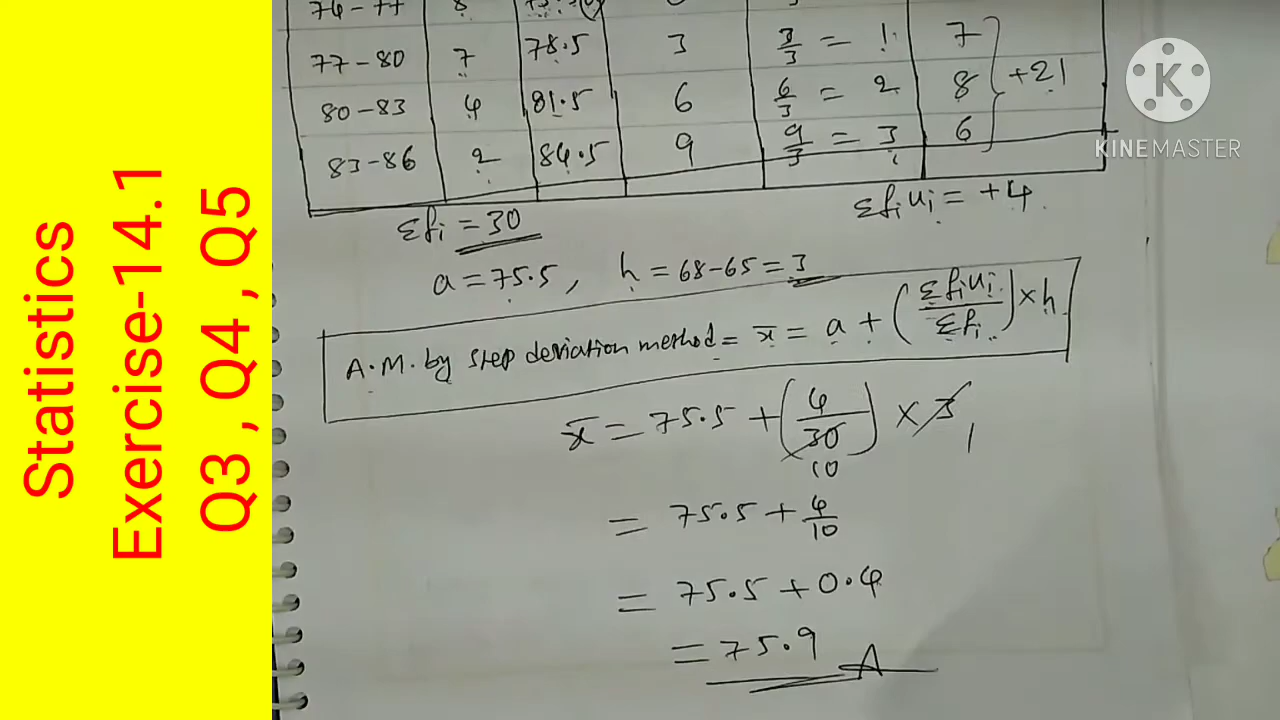 Statistics
Exercise-14.1
Q3 , Q4 , Q5
74-77 8
77-80 7 78.5 3 3/3 = 1 7
80-83 4 81.5 6 6/3 = 2 8 +21
83-86 2 84.5 9 9/3 = 3 6
Σfᵢ = 30 Σfᵢuᵢ = +4
a = 75.5 , h = 68-65 = 3
A.M. by step deviation method = x̄ = a + (Σfᵢuᵢ/Σfᵢ) × h
x̄ = 75.5 + (4/30) × 3
10 1
= 75.5 + 4/10
= 75.5 + 0.4
= 75.9 A
K
KINEMASTER